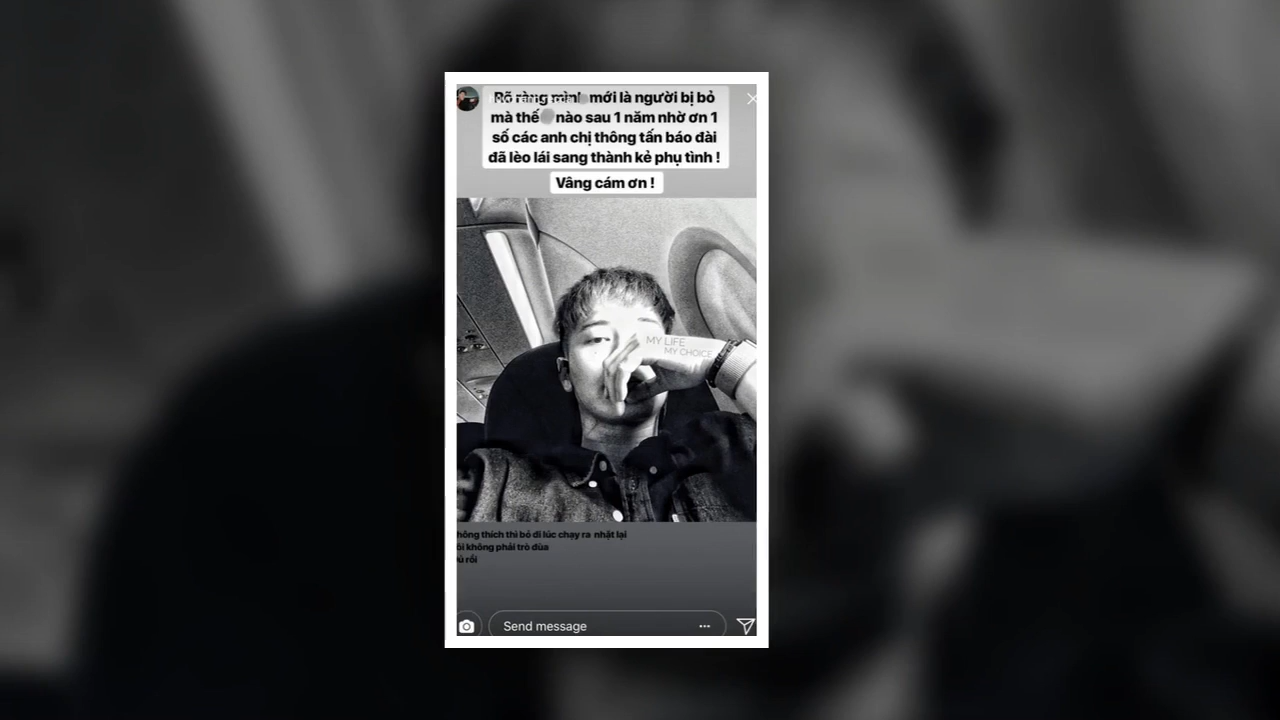 Rõ ràng mình mới là người bị bỏ
mà thế nào sau 1 năm nhờ ơn 1
số các anh chị thông tấn báo đài
đã lèo lái sang thành kẻ phụ tình !
Vâng cám ơn !
MY LIFE
MY CHOICE
hông thích thì bỏ đi lúc chạy ra nhặt lại
ôi không phải trò đùa
ủ rồi
Send message